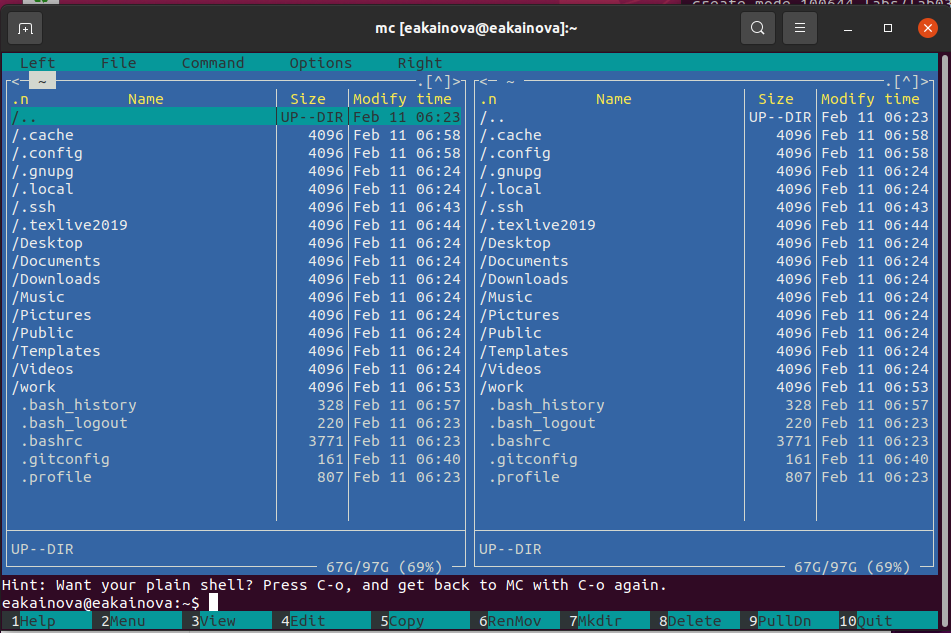 create mode 100644 labs/lab03
mc [eakainova@eakainova]:~
Left File Command Options Right
<─ ~ ─.[^]>┐┌<─ ~ ─.[^]>
.n Name Size Modify time .n Name Size Modify time
/.. UP--DIR Feb 11 06:23 /.. UP--DIR Feb 11 06:23
/.cache 4096 Feb 11 06:58 /.cache 4096 Feb 11 06:58
/.config 4096 Feb 11 06:58 /.config 4096 Feb 11 06:58
/.gnupg 4096 Feb 11 06:24 /.gnupg 4096 Feb 11 06:24
/.local 4096 Feb 11 06:24 /.local 4096 Feb 11 06:24
/.ssh 4096 Feb 11 06:43 /.ssh 4096 Feb 11 06:43
/.texlive2019 4096 Feb 11 06:44 /.texlive2019 4096 Feb 11 06:44
/Desktop 4096 Feb 11 06:24 /Desktop 4096 Feb 11 06:24
/Documents 4096 Feb 11 06:24 /Documents 4096 Feb 11 06:24
/Downloads 4096 Feb 11 06:24 /Downloads 4096 Feb 11 06:24
/Music 4096 Feb 11 06:24 /Music 4096 Feb 11 06:24
/Pictures 4096 Feb 11 06:24 /Pictures 4096 Feb 11 06:24
/Public 4096 Feb 11 06:24 /Public 4096 Feb 11 06:24
/Templates 4096 Feb 11 06:24 /Templates 4096 Feb 11 06:24
/Videos 4096 Feb 11 06:24 /Videos 4096 Feb 11 06:24
/work 4096 Feb 11 06:53 /work 4096 Feb 11 06:53
.bash_history 328 Feb 11 06:57 .bash_history 328 Feb 11 06:57
.bash_logout 220 Feb 11 06:23 .bash_logout 220 Feb 11 06:23
.bashrc 3771 Feb 11 06:23 .bashrc 3771 Feb 11 06:23
.gitconfig 161 Feb 11 06:40 .gitconfig 161 Feb 11 06:40
.profile 807 Feb 11 06:23 .profile 807 Feb 11 06:23
UP--DIR UP--DIR
67G/97G (69%) 67G/97G (69%)
Hint: Want your plain shell? Press C-o, and get back to MC with C-o again.
eakainova@eakainova:~$
1Help 2Menu 3View 4Edit 5Copy 6RenMov 7Mkdir 8Delete 9PullDn 10Quit